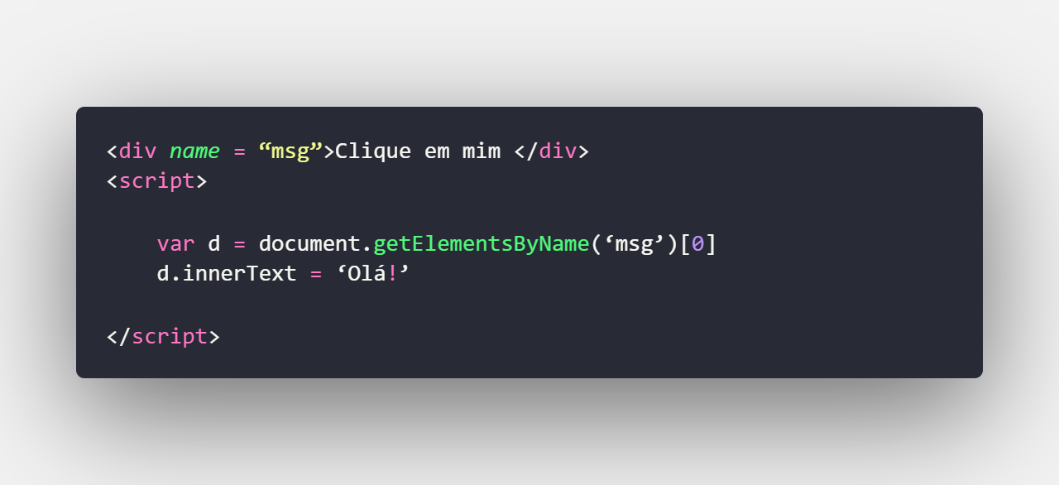 <div name = “msg”>Clique em mim </div>
<script>
var d = document.getElementsByName(‘msg’)[0]
d.innerText = ‘Olá!’
</script>